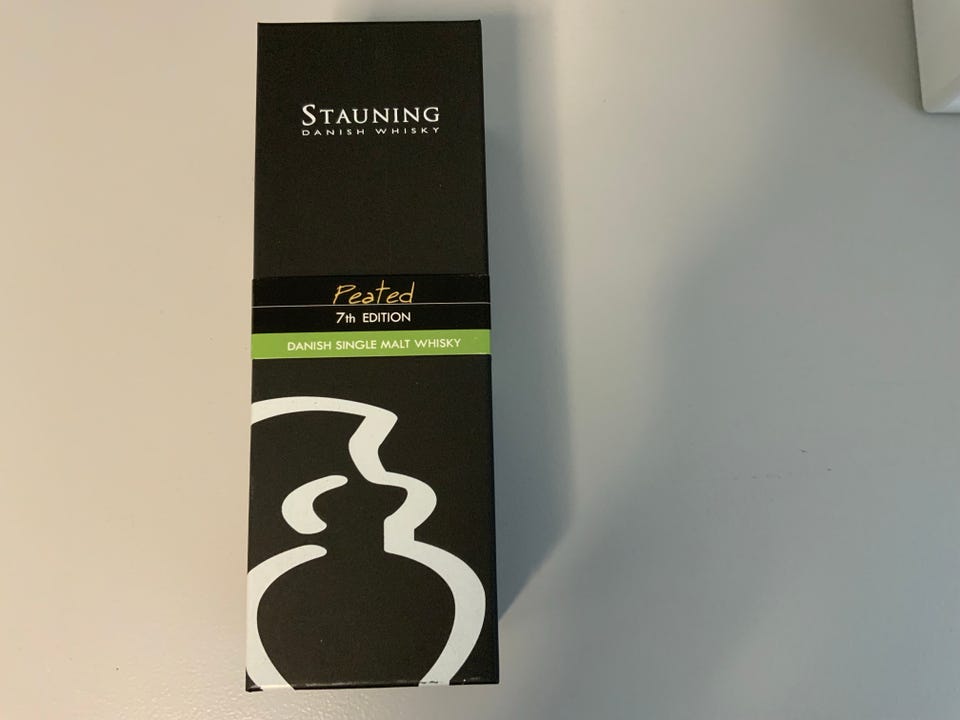 STAUNING
DANISH WHISKY
Peated
7th EDITION
DANISH SINGLE MALT WHISKY